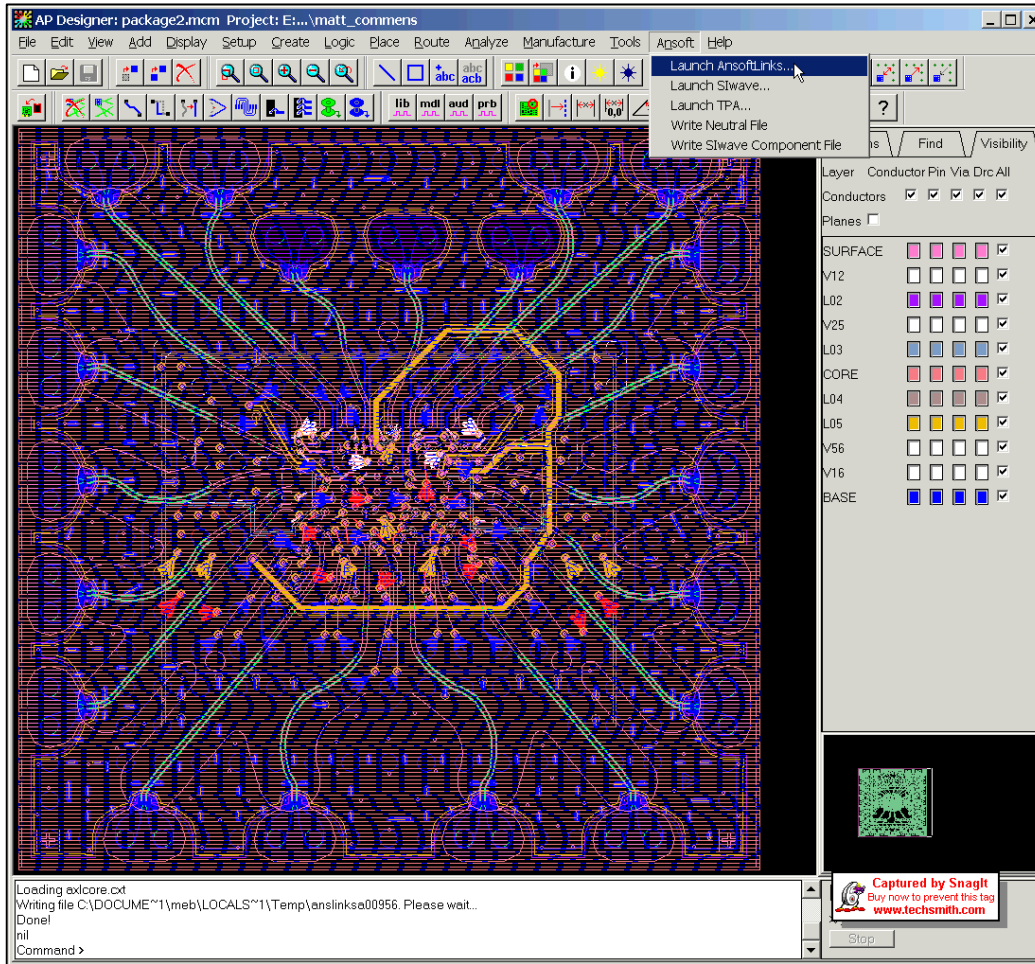 AP Designer: package2.mcm Project: E:...\matt_commens
File Edit View Add Display Setup Create Logic Place Route Analyze Manufacture Tools Ansoft Help
Launch AnsoftLinks...
Launch SIwave...
Launch TPA...
Write Neutral File
Write SIwave Component File
abc abc
acb
lib mdl aud prb
0,0
?
Find Visibility
Layer Conductor Pin Via Drc All
Conductors
Planes
SURFACE
V12
L02
V25
L03
CORE
L04
L05
V56
V16
BASE
Loading axlcore.cxt
Writing file C:\DOCUME~1\meb\LOCALS~1\Temp\anslinksa00956. Please wait...
Done!
nil
Command >
Captured by SnagIt
Buy now to prevent this tag
www.techsmith.com
Stop